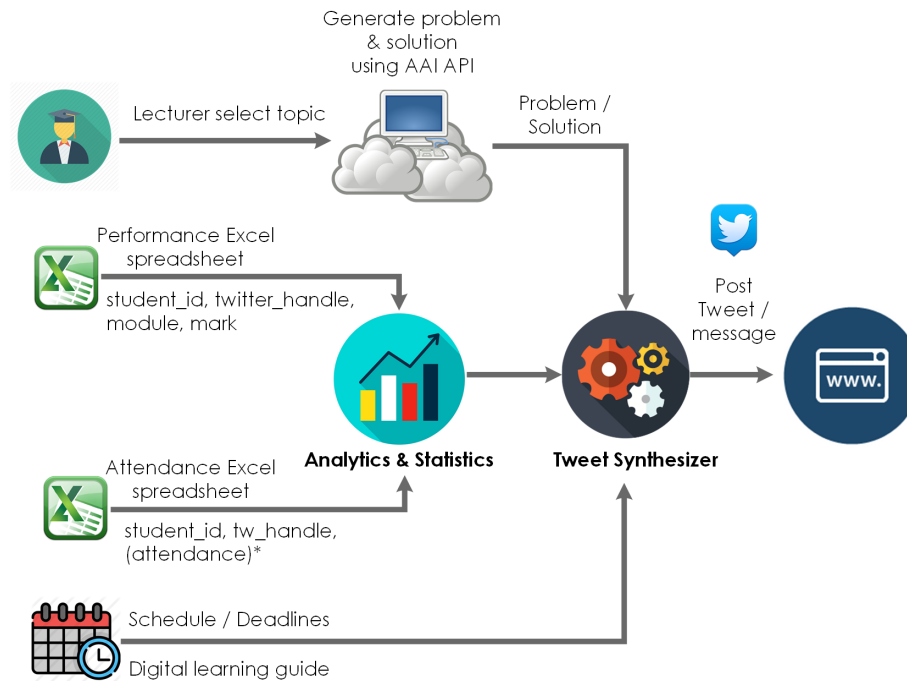 Generate problem
& solution
using AAI API
Lecturer select topic
Problem /
Solution
Performance Excel
spreadsheet
student_id, twitter_handle,
module, mark
Post
Tweet /
message
www.
Analytics & Statistics
Tweet Synthesizer
Attendance Excel
spreadsheet
student_id, tw_handle,
(attendance)*
Schedule / Deadlines
Digital learning guide